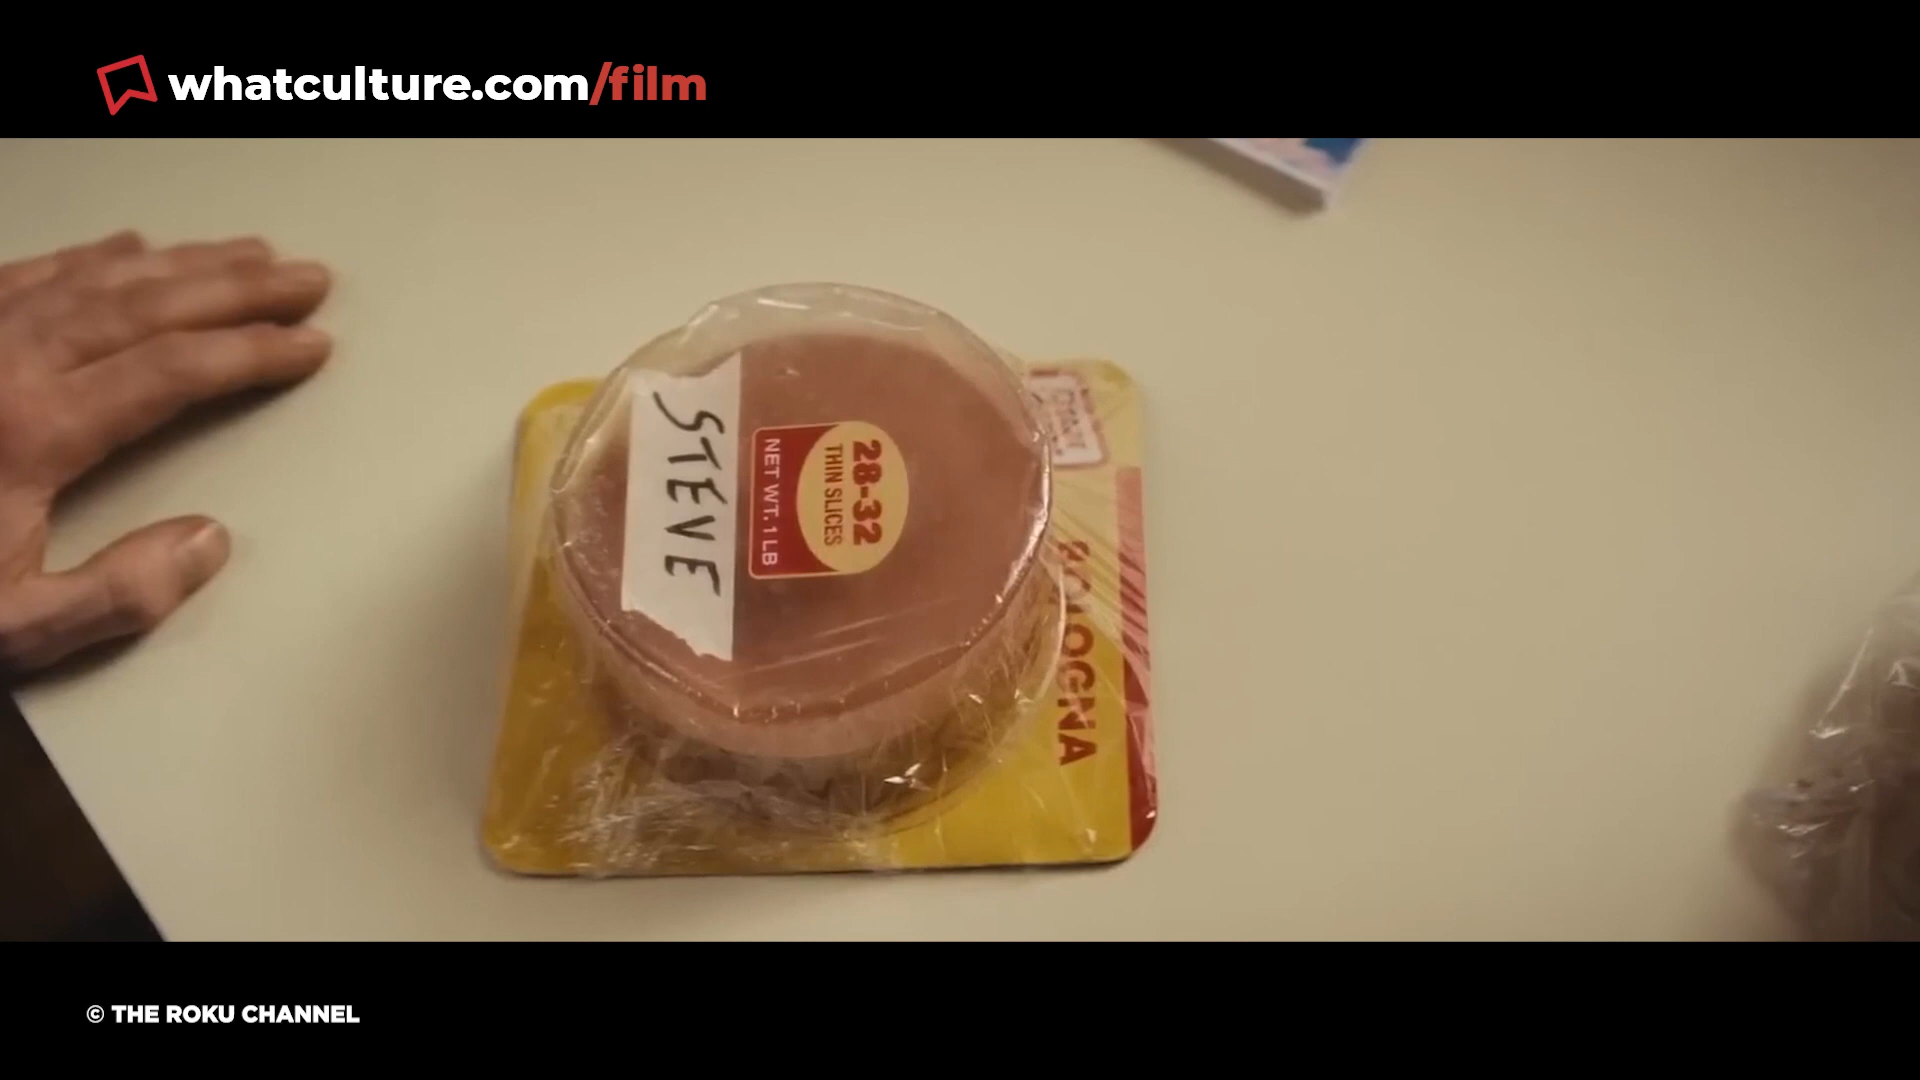 whatculture.com/film
STEVE
28-32
THIN SLICES
NET WT. 1 LB
BOLOGNA
© THE ROKU CHANNEL